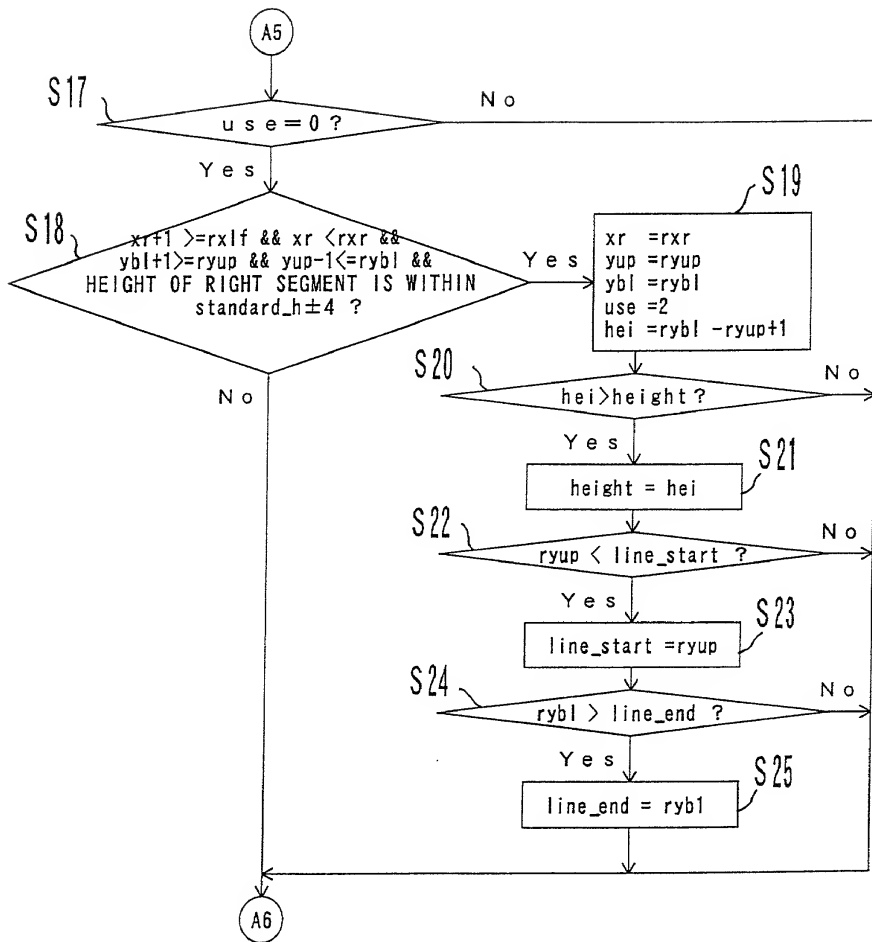 A5
S17
use=0?
No
Yes
S18
xr+1 >=rxlf && xr <rxr &&
ybl+1>=ryup && yup-1<=rybl &&
HEIGHT OF RIGHT SEGMENT IS WITHIN
standard_h±4 ?
Yes
No
S19
xr =rxr
yup =ryup
ybl =rybl
use =2
hei =rybl -ryup+1
S20
hei>height?
No
Yes
S21
height = hei
S22
ryup < line_start ?
No
Yes
S23
line_start =ryup
S24
rybl > line_end ?
No
Yes
S25
line_end = ryb1
A6